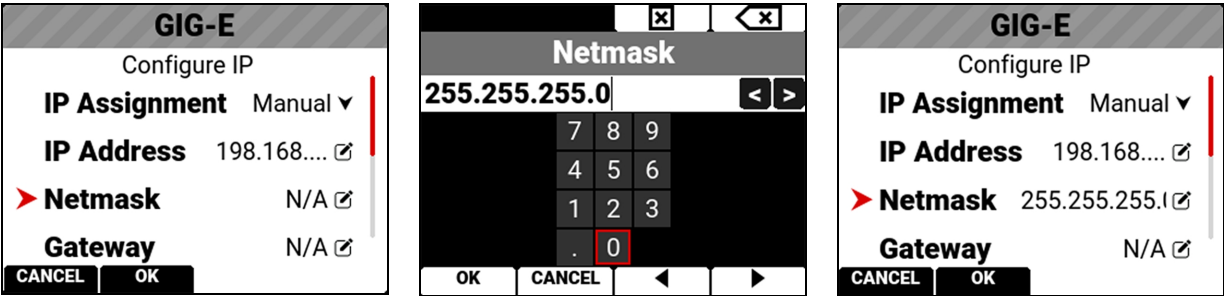 GIG-E
Configure IP
IP Assignment Manual
IP Address 198.168....
Netmask N/A
Gateway N/A
CANCEL OK
Netmask
255.255.255.0
< >
7 8 9
4 5 6
1 2 3
. 0
OK CANCEL
GIG-E
Configure IP
IP Assignment Manual
IP Address 198.168....
Netmask 255.255.255.
Gateway N/A
CANCEL OK